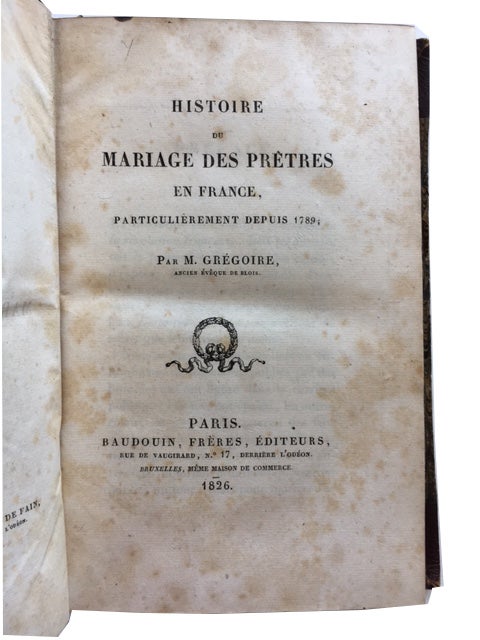 HISTOIRE
DU
MARIAGE DES PRÊTRES
EN FRANCE,
PARTICULIÈREMENT DEPUIS 1789;
PAR M. GRÉGOIRE,
ANCIEN ÉVÊQUE DE BLOIS.
PARIS.
BAUDOUIN, FRÈRES, ÉDITEURS,
RUE DE VAUGIRARD, N.° 17, DERRIÈRE L'ODÉON.
BRUXELLES, MÊME MAISON DE COMMERCE.
1826.
DE FAIN,
L'ODÉON.